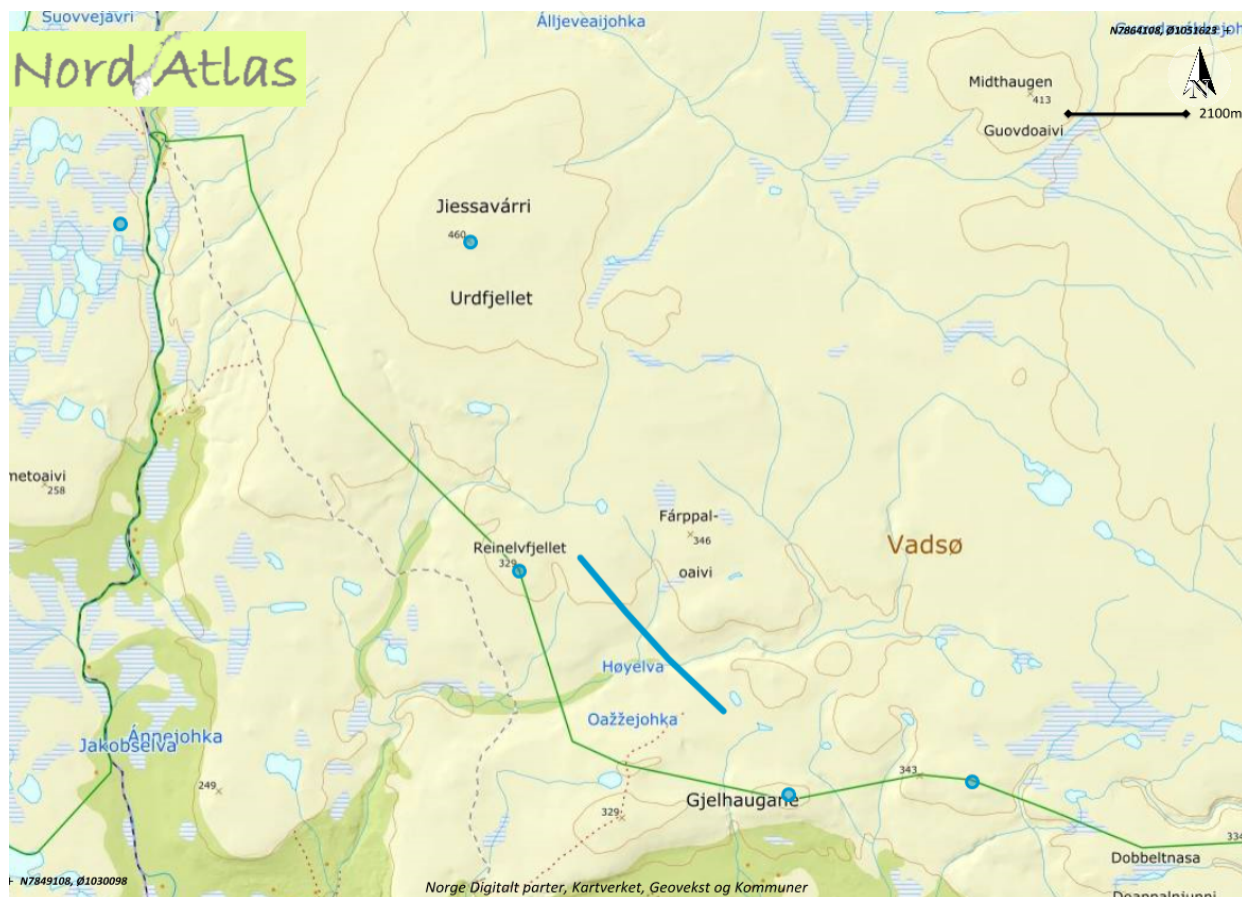 Suovvejávri
Álljeveaijohka
N7864108, Ø1031623 +
Nord Atlas
N
Midthaugen
413
2100m
Guovdoaivi
Jiessavárri
460
Urdfjellet
metoaivi
258
Fárppal-
346
Reinelvfjellet
329
oaivi
Vadsø
Høyelva
Oažžejohka
Ánnejohka
Jakobselva
249
343
Gjelhaugane
329
334
Dobbeltnasa
+ N7849108, Ø1030098
Norge Digitalt parter, Kartverket, Geovekst og Kommuner